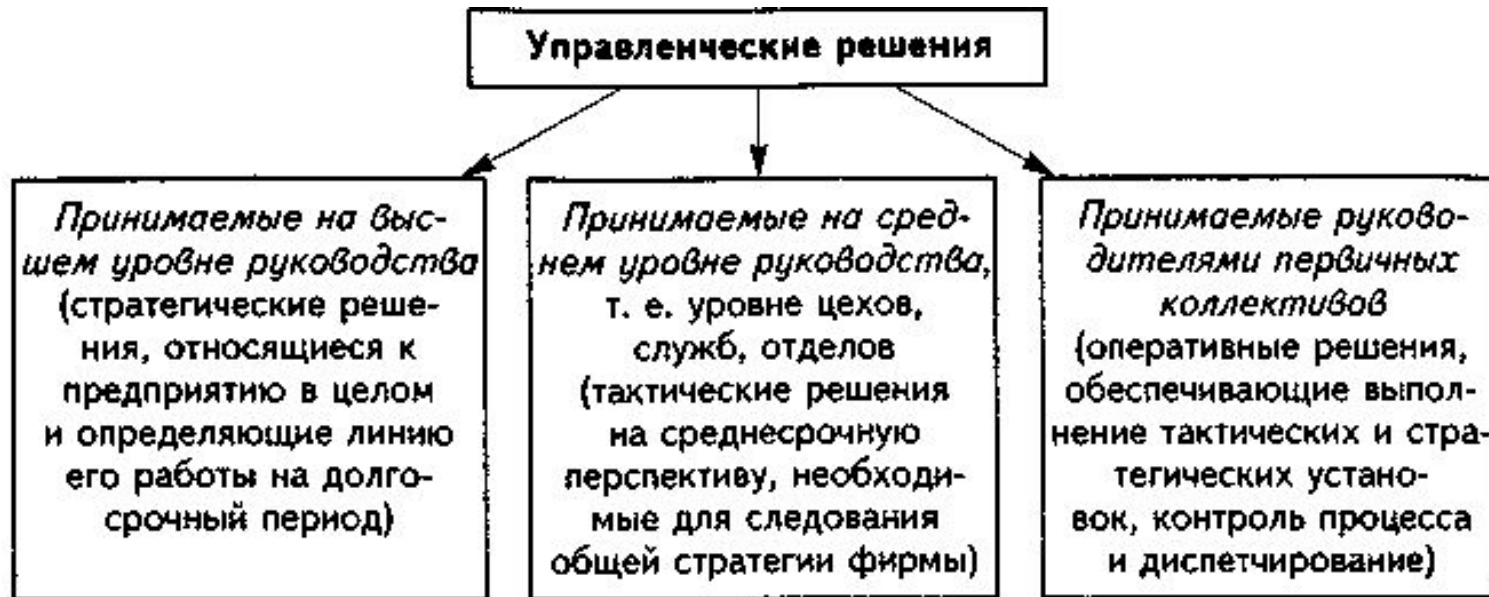 Управленческие решения
Принимаемые на выс-
шем уровне руководства
(стратегические реше-
ния, относящиеся к
предприятию в целом
и определяющие линию
его работы на долго-
срочный период)
Принимаемые на сред-
нем уровне руководства,
т. е. уровне цехов,
служб, отделов
(тактические решения
на среднесрочную
перспективу, необходи-
мые для следования
общей стратегии фирмы)
Принимаемые руково-
дителями первичных
коллективов
(оперативные решения,
обеспечивающие выпол-
нение тактических и стра-
тегических устано-
вок, контроль процесса
и диспетчирование)